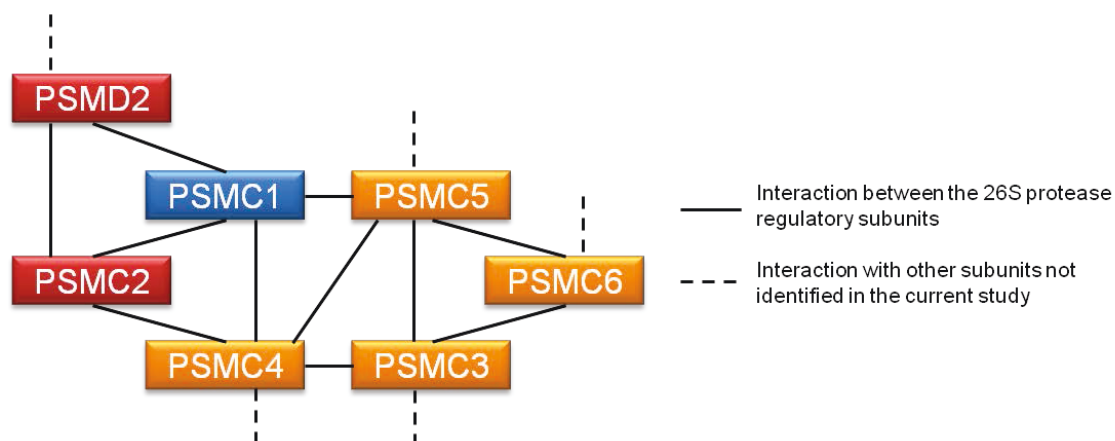 PSMD2
PSMC1
PSMC5
PSMC2
PSMC6
PSMC4
PSMC3
Interaction between the 26S protease
regulatory subunits
Interaction with other subunits not
identified in the current study